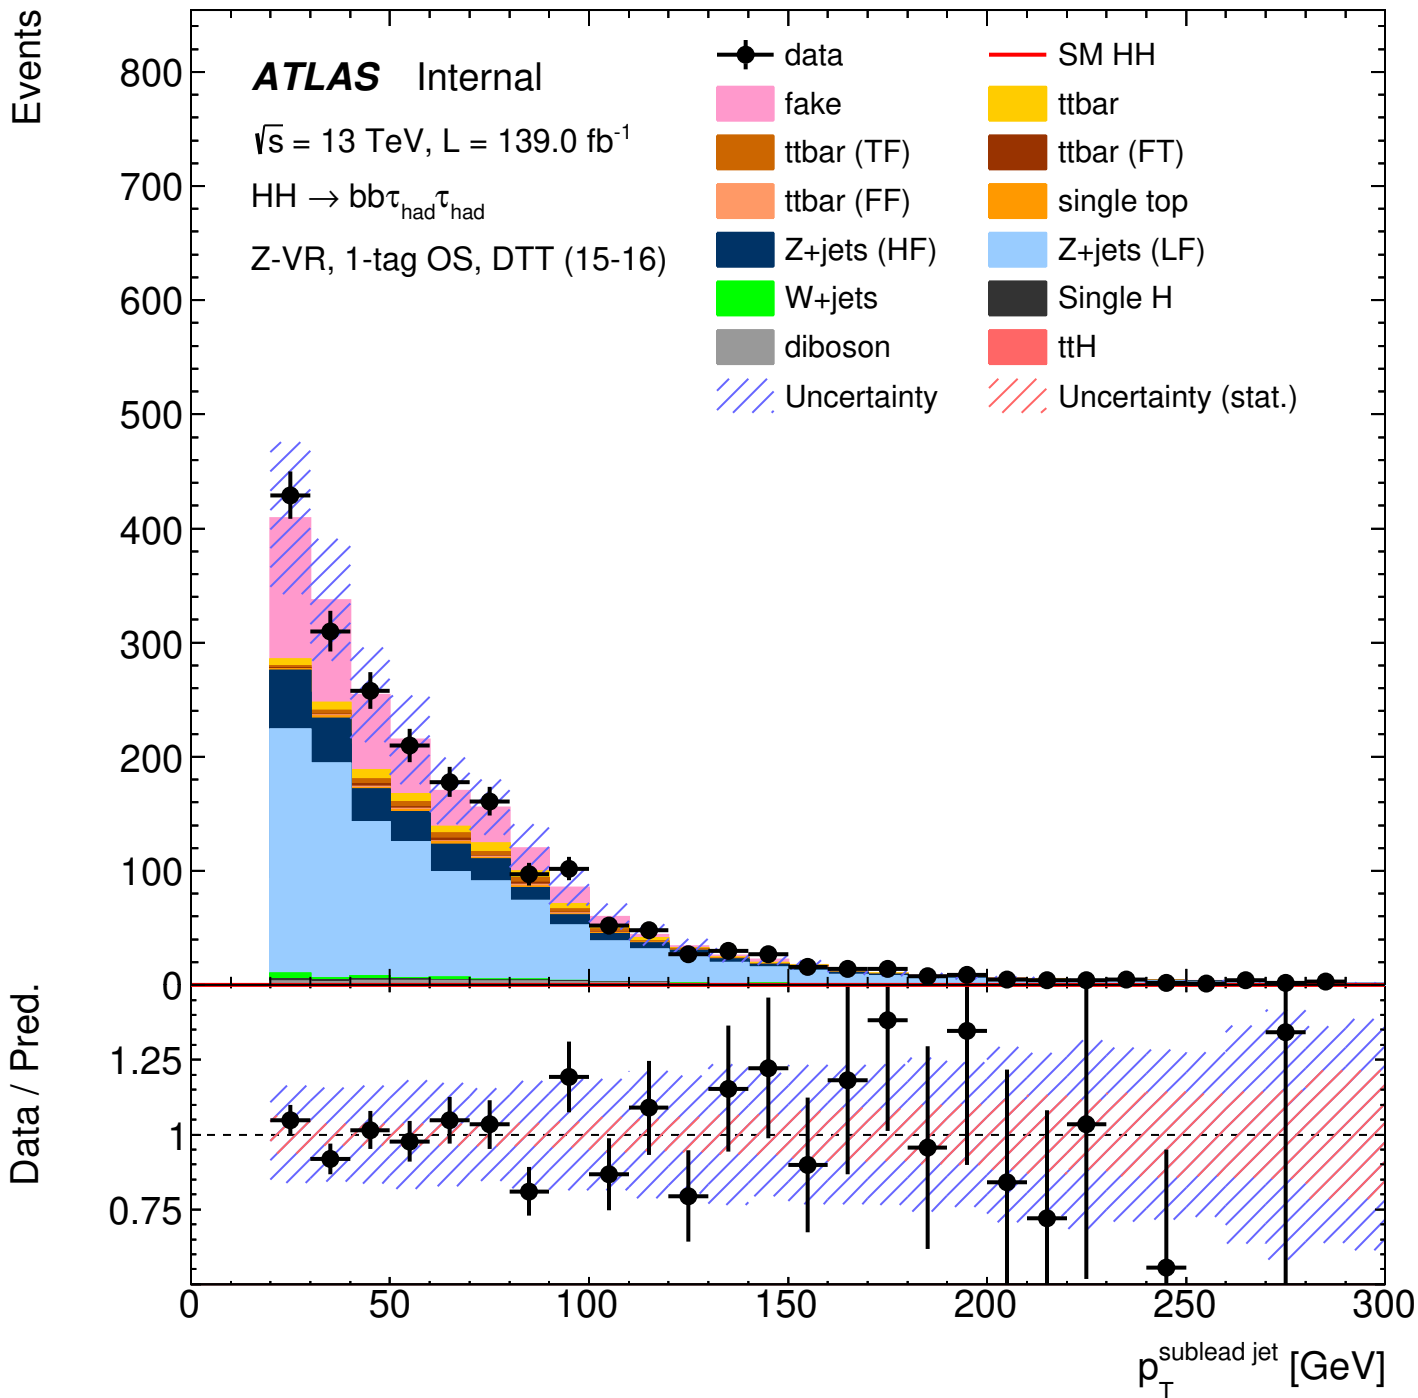 Events
800
700
600
500
400
300
200
100
0
ATLAS Internal
√s = 13 TeV, L = 139.0 fb-1
HH → bbτhadτhad
Z-VR, 1-tag OS, DTT (15-16)
data
SM HH
fake
ttbar
ttbar (TF)
ttbar (FT)
ttbar (FF)
single top
Z+jets (HF)
Z+jets (LF)
W+jets
Single H
diboson
ttH
Uncertainty
Uncertainty (stat.)
Data / Pred.
1.25
1
0.75
0 50 100 150 200 250 300
pT sublead jet [GeV]